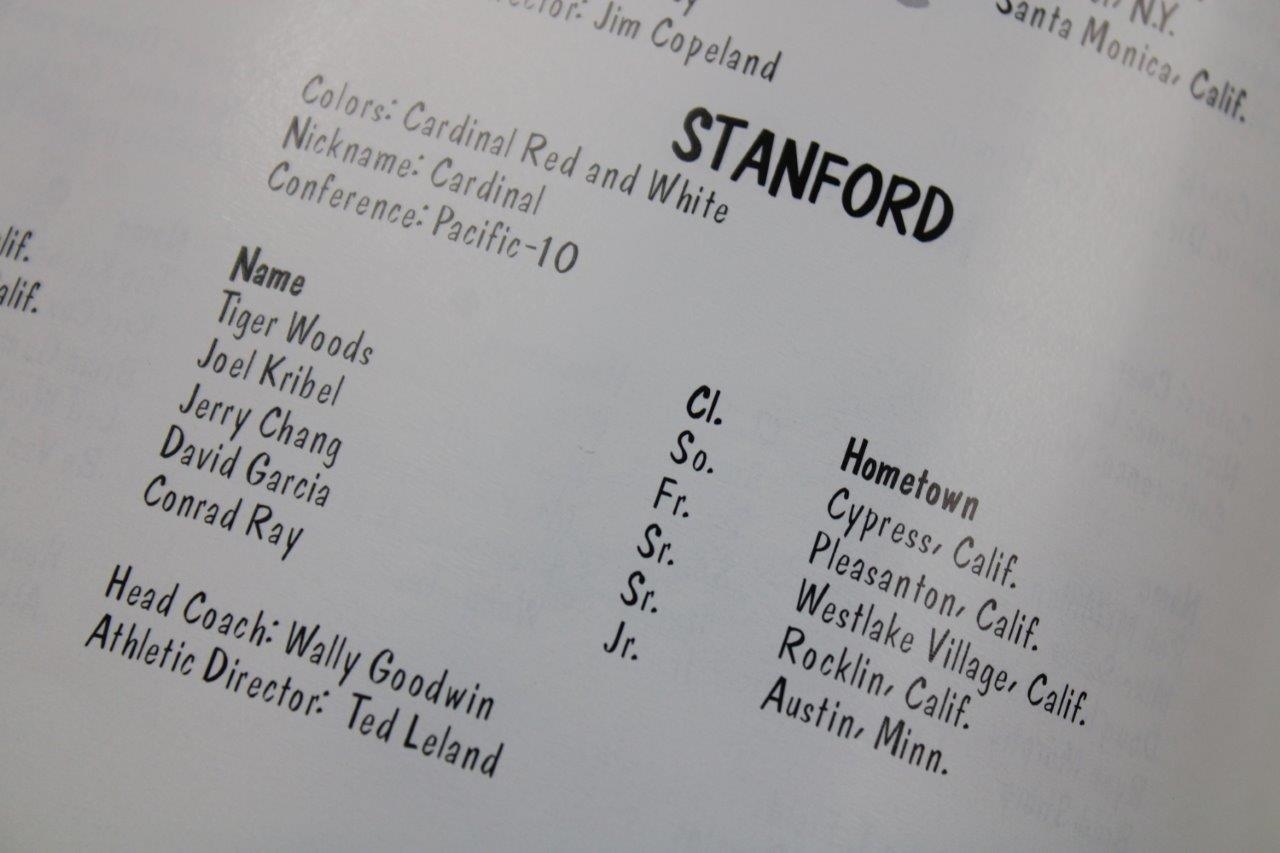 Director: Jim Copeland
N.Y.
Santa Monica, Calif.
STANFORD
Colors: Cardinal Red and White
Nickname: Cardinal
Conference: Pacific-10
Name Cl. Hometown
Tiger Woods So. Cypress, Calif.
Joel Kribel Fr. Pleasanton, Calif.
Jerry Chang Sr. Westlake Village, Calif.
David Garcia Sr. Rocklin, Calif.
Conrad Ray Jr. Austin, Minn.
Head Coach: Wally Goodwin
Athletic Director: Ted Leland
lif.
alif.